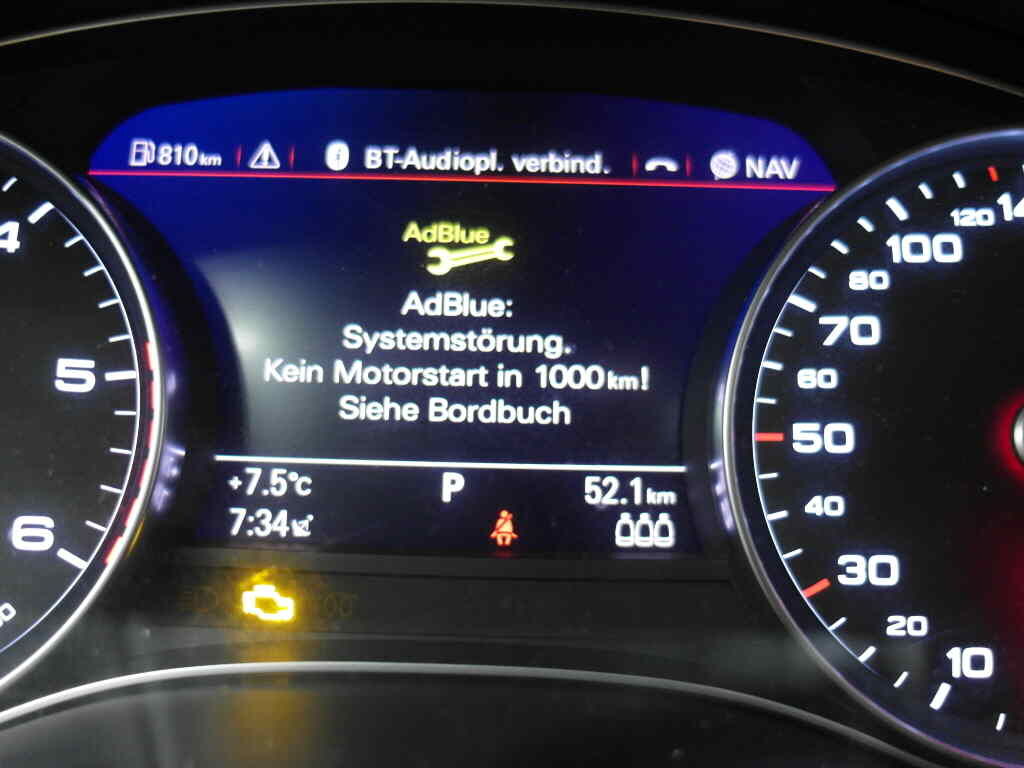 810km
BT-Audiopl. verbind.
NAV
AdBlue
AdBlue:
Systemstörung.
Kein Motorstart in 1000km!
Siehe Bordbuch
+7.5°C
P
52.1km
7:34
4
5
6
120
100
80
70
60
50
40
30
20
10